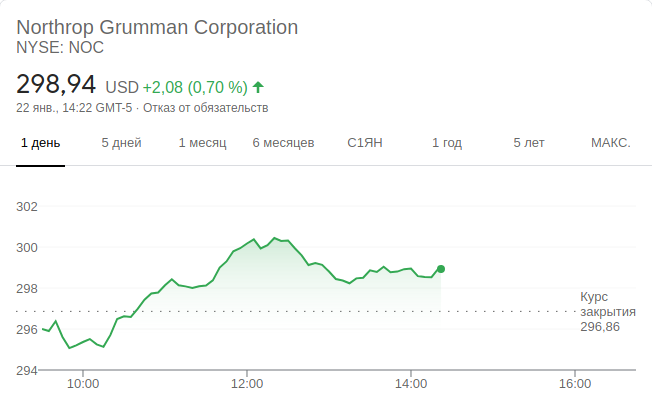 Northrop Grumman Corporation
NYSE: NOC
298,94 USD +2,08 (0,70 %)
22 янв., 14:22 GMT-5 · Отказ от обязательств
1 день 5 дней 1 месяц 6 месяцев С1ЯН 1 год 5 лет МАКС.
302
300
298
296
294
Курс
закрытия
296,86
10:00 12:00 14:00 16:00